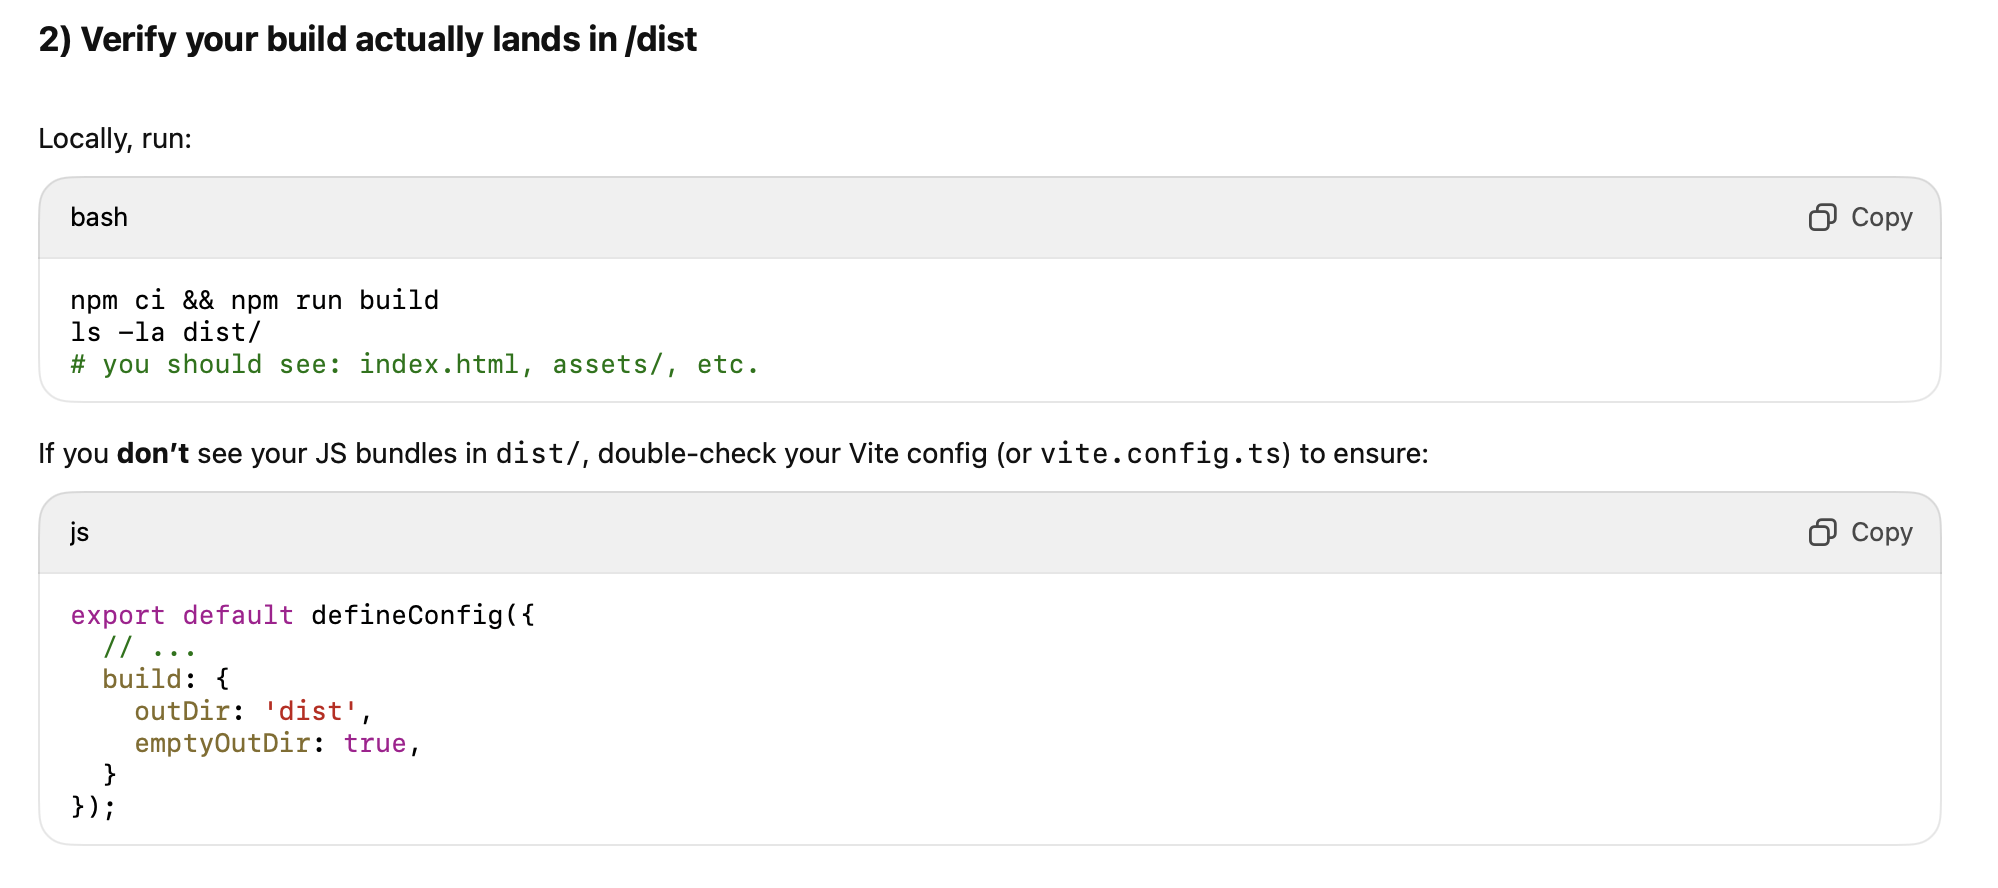 2) Verify your build actually lands in /dist
Locally, run:
bash
Copy
npm ci && npm run build
ls -la dist/
# you should see: index.html, assets/, etc.
If you don’t see your JS bundles in dist/, double-check your Vite config (or vite.config.ts) to ensure:
js
Copy
export default defineConfig({
  // ...
  build: {
    outDir: 'dist',
    emptyOutDir: true,
  }
});